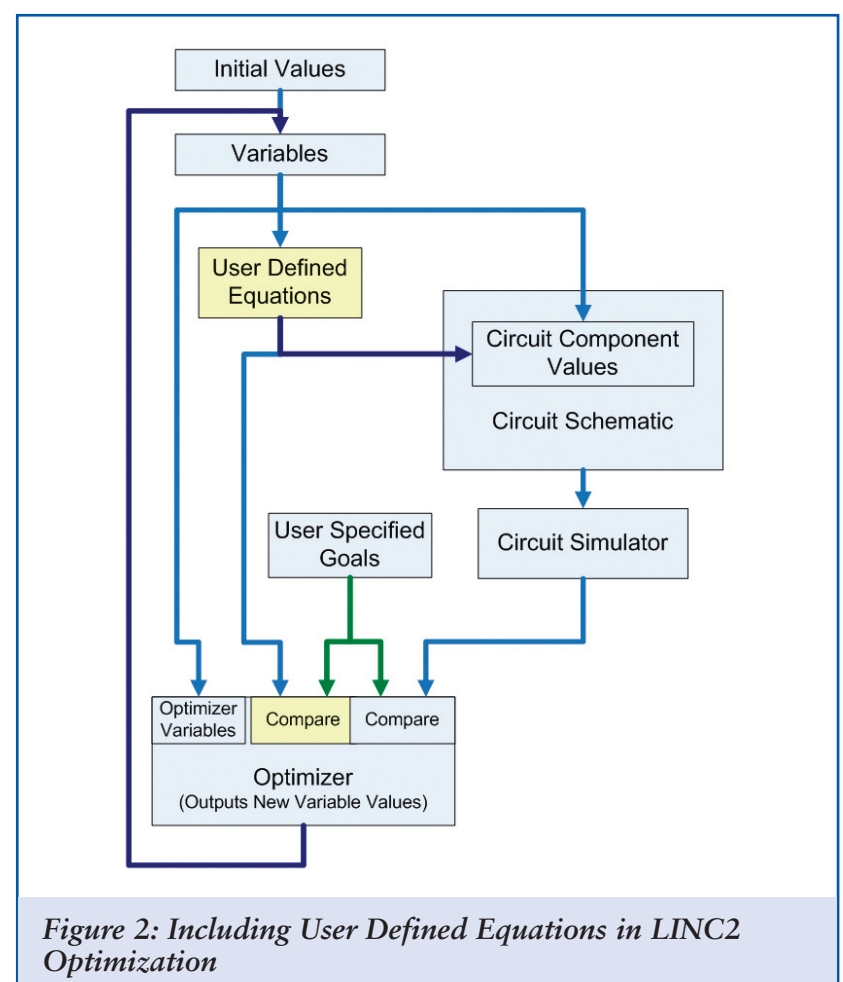 Initial Values
Variables
User Defined
Equations
Circuit Component
Values
Circuit Schematic
User Specified
Goals
Circuit Simulator
Optimizer
Variables
Compare
Compare
Optimizer
(Outputs New Variable Values)
Figure 2: Including User Defined Equations in LINC2
Optimization